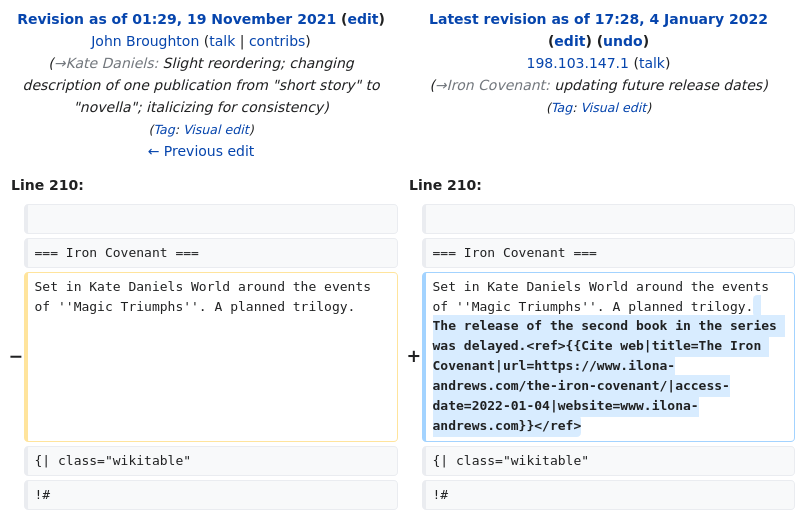 Revision as of 01:29, 19 November 2021 (edit)
John Broughton (talk | contribs)
(→Kate Daniels: Slight reordering; changing
description of one publication from "short story" to
"novella"; italicizing for consistency)
(Tag: Visual edit)
← Previous edit
Latest revision as of 17:28, 4 January 2022
(edit) (undo)
198.103.147.1 (talk)
(→Iron Covenant: updating future release dates)
(Tag: Visual edit)
Line 210:
Line 210:
=== Iron Covenant ===
=== Iron Covenant ===
−
Set in Kate Daniels World around the events
of ''Magic Triumphs''. A planned trilogy.
+
Set in Kate Daniels World around the events
of ''Magic Triumphs''. A planned trilogy.
The release of the second book in the series
was delayed.<ref>{{Cite web|title=The Iron
Covenant|url=https://www.ilona-
andrews.com/the-iron-covenant/|access-
date=2022-01-04|website=www.ilona-
andrews.com}}</ref>
{| class="wikitable"
{| class="wikitable"
!#
!#